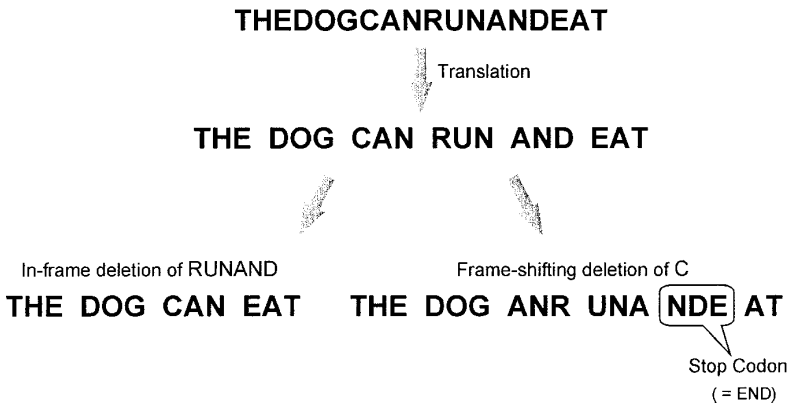 THEDOGCANRUNANDEAT
Translation
THE DOG CAN RUN AND EAT
In-frame deletion of RUNAND
THE DOG CAN EAT
Frame-shifting deletion of C
THE DOG ANR UNA NDE AT
Stop Codon
( = END)